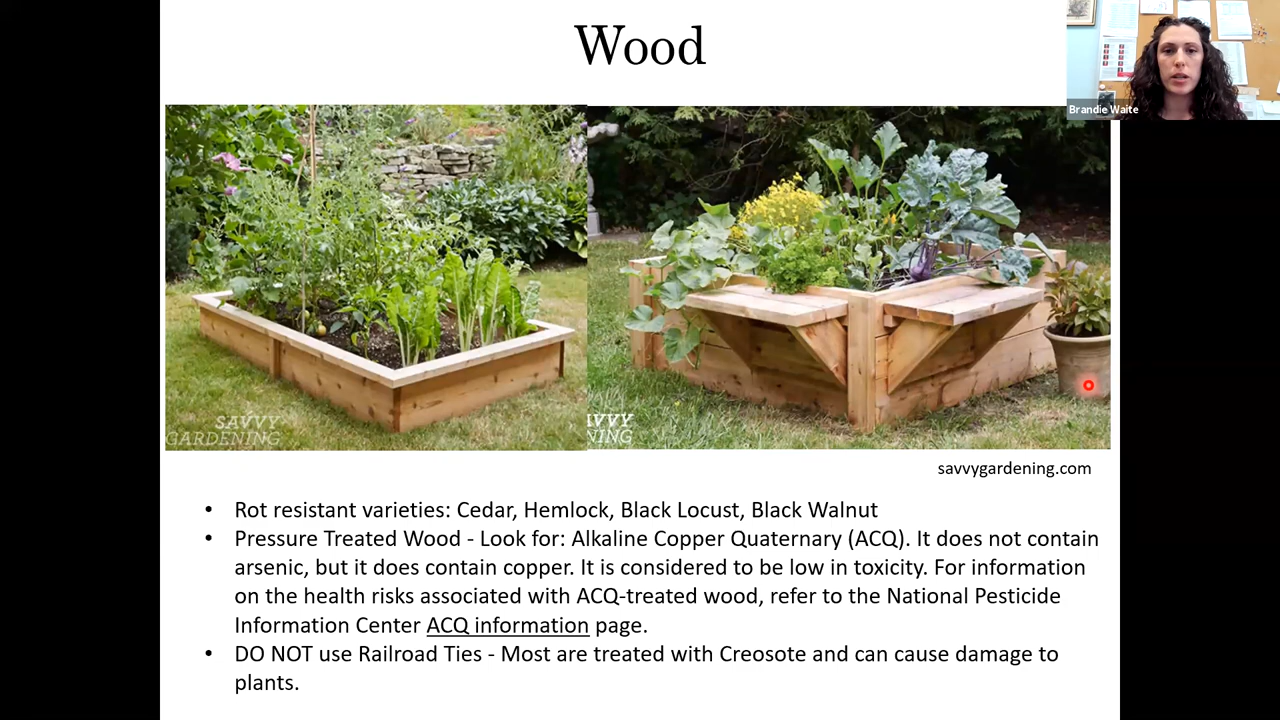 Wood
Brandie Waite
SAVVY
GARDENING
AVVY
NING
savvygardening.com
• Rot resistant varieties: Cedar, Hemlock, Black Locust, Black Walnut
• Pressure Treated Wood - Look for: Alkaline Copper Quaternary (ACQ). It does not contain
arsenic, but it does contain copper. It is considered to be low in toxicity. For information
on the health risks associated with ACQ-treated wood, refer to the National Pesticide
Information Center ACQ information page.
• DO NOT use Railroad Ties - Most are treated with Creosote and can cause damage to
plants.